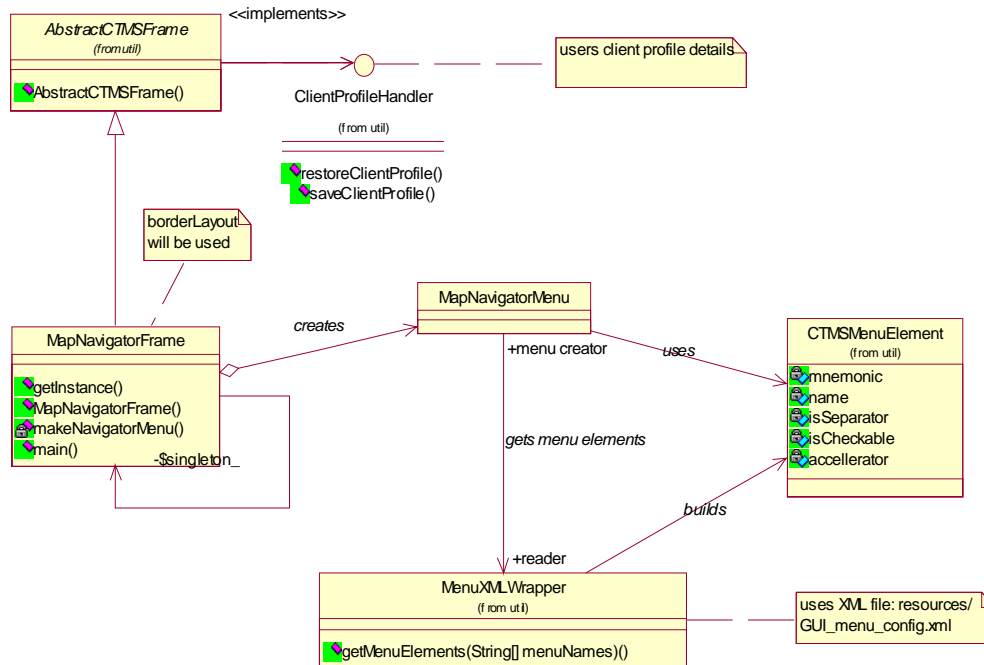 <<implements>>
AbstractCTMSFrame
(from util)
AbstractCTMSFrame()
users client profile details
ClientProfileHandler
(from util)
restoreClientProfile()
saveClientProfile()
borderLayout
will be used
MapNavigatorFrame
getInstance()
MapNavigatorFrame()
makeNavigatorMenu()
main()
-$singleton_
creates
MapNavigatorMenu
+menu creator
uses
CTMSMenuElement
(from util)
mnemonic
name
isSeparator
isCheckable
accellerator
gets menu elements
builds
+reader
MenuXMLWrapper
(from util)
getMenuElements(String[] menuNames)()
uses XML file: resources/
GUI_menu_config.xml